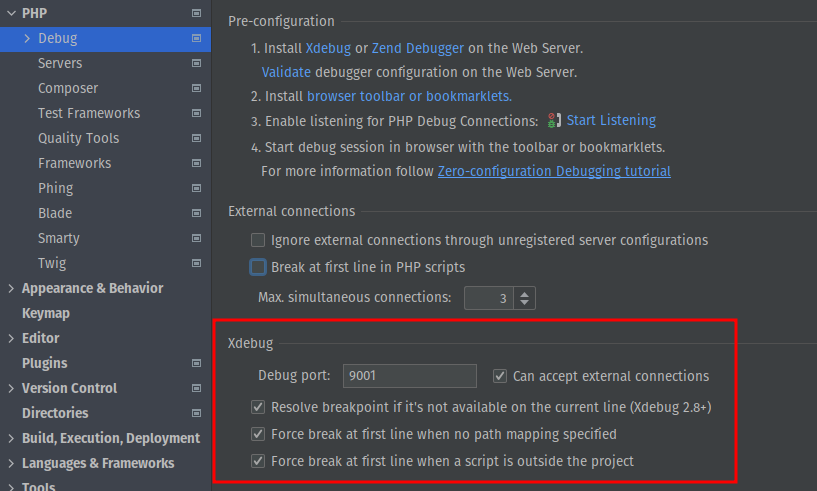 PHP
Debug
Servers
Composer
Test Frameworks
Quality Tools
Frameworks
Phing
Blade
Smarty
Twig
Appearance & Behavior
Keymap
Editor
Plugins
Version Control
Directories
Build, Execution, Deployment
Languages & Frameworks
Tools
Pre-configuration
1. Install Xdebug or Zend Debugger on the Web Server.
Validate debugger configuration on the Web Server.
2. Install browser toolbar or bookmarklets.
3. Enable listening for PHP Debug Connections: Start Listening
4. Start debug session in browser with the toolbar or bookmarklets.
For more information follow Zero-configuration Debugging tutorial
External connections
Ignore external connections through unregistered server configurations
Break at first line in PHP scripts
Max. simultaneous connections: 3
Xdebug
Debug port: 9001 Can accept external connections
Resolve breakpoint if it's not available on the current line (Xdebug 2.8+)
Force break at first line when no path mapping specified
Force break at first line when a script is outside the project